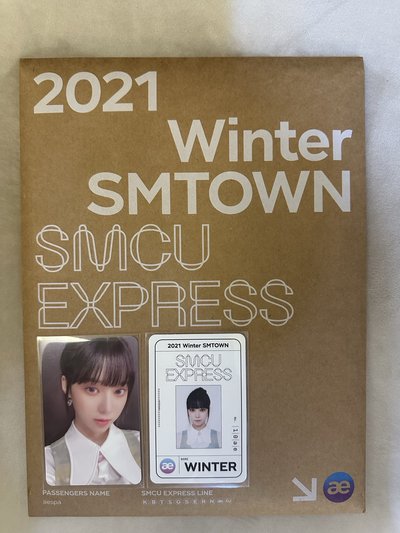 2021
Winter
SMTOWN
SMCU
EXPRESS
2021 Winter SMTOWN
SMCU
EXPRESS
WINTER
æ
PASSENGERS NAME
aespa
SMCU EXPRESS LINE
æ